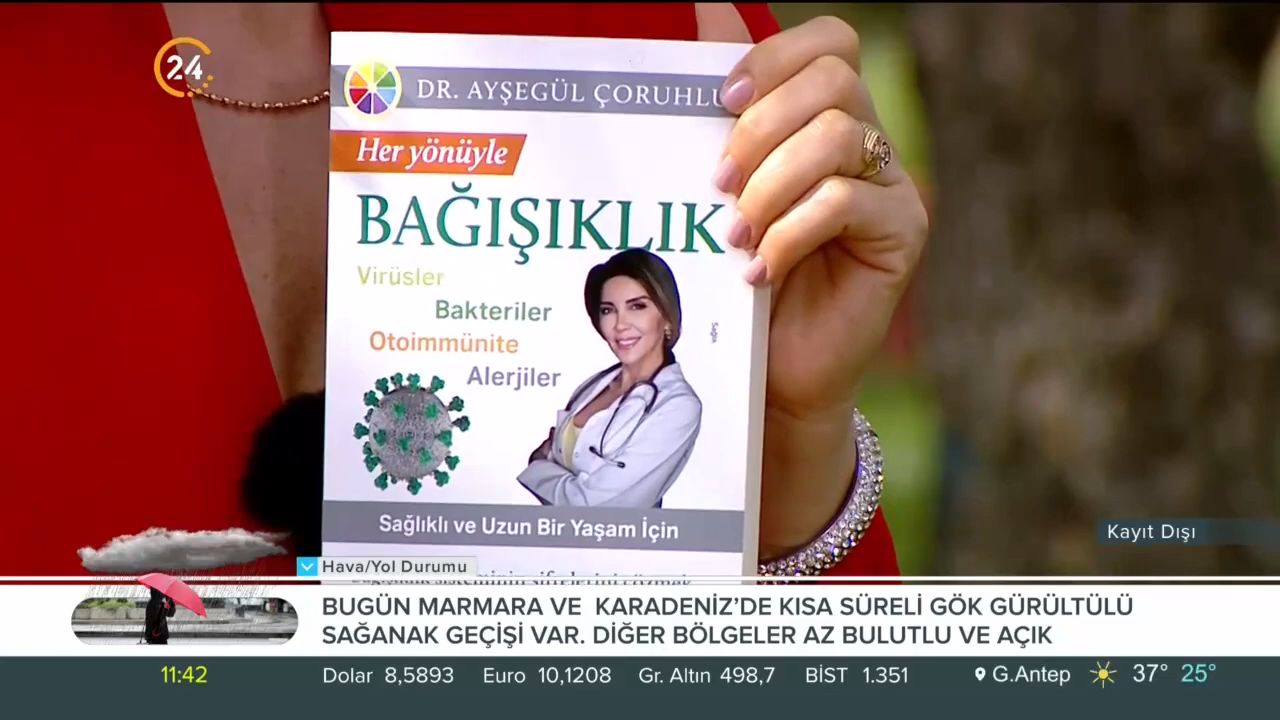 24
DR. AYŞEGÜL ÇORUHLU
Her yönüyle
BAĞIŞIKLIK
Virüsler
Bakteriler
Otoimmünite
Alerjiler
Sağlıklı ve Uzun Bir Yaşam İçin
Kayıt Dışı
Hava/Yol Durumu
BUGÜN MARMARA VE KARADENİZ'DE KISA SÜRELİ GÖK GÜRÜLTÜLÜ
SAĞANAK GEÇİŞİ VAR. DİĞER BÖLGELER AZ BULUTLU VE AÇIK
11:42 Dolar 8,5893 Euro 10,1208 Gr. Altın 498,7 BİST 1.351 G.Antep 37° 25°